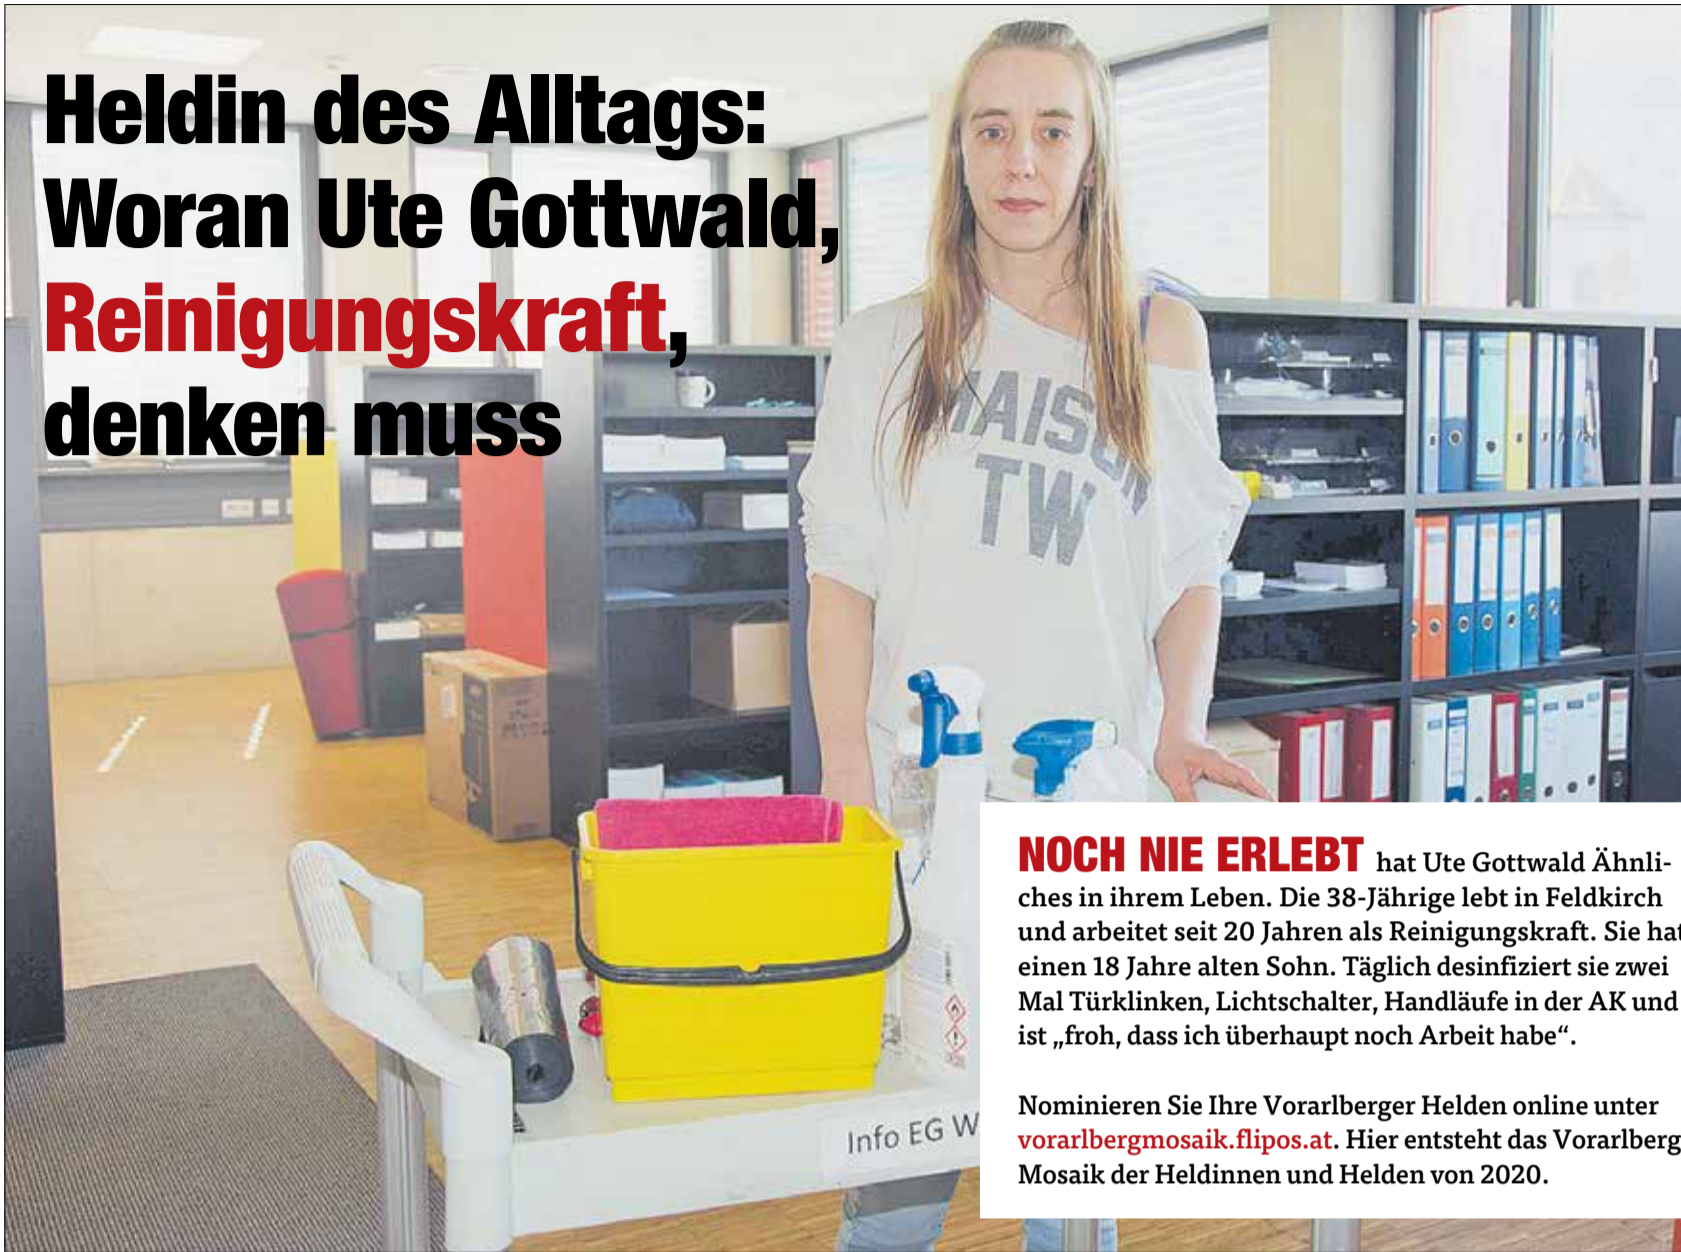 Heldin des Alltags:
Woran Ute Gottwald,
Reinigungskraft,
denken muss
MAISON
TW
NOCH NIE ERLEBT hat Ute Gottwald Ähnli-
ches in ihrem Leben. Die 38-Jährige lebt in Feldkirch
und arbeitet seit 20 Jahren als Reinigungskraft. Sie hat
einen 18 Jahre alten Sohn. Täglich desinfiziert sie zwei
Mal Türklinken, Lichtschalter, Handläufe in der AK und
ist „froh, dass ich überhaupt noch Arbeit habe“.
Nominieren Sie Ihre Vorarlberger Helden online unter
vorarlbergmosaik.flipos.at. Hier entsteht das Vorarlberg
Mosaik der Heldinnen und Helden von 2020.
Info EG W